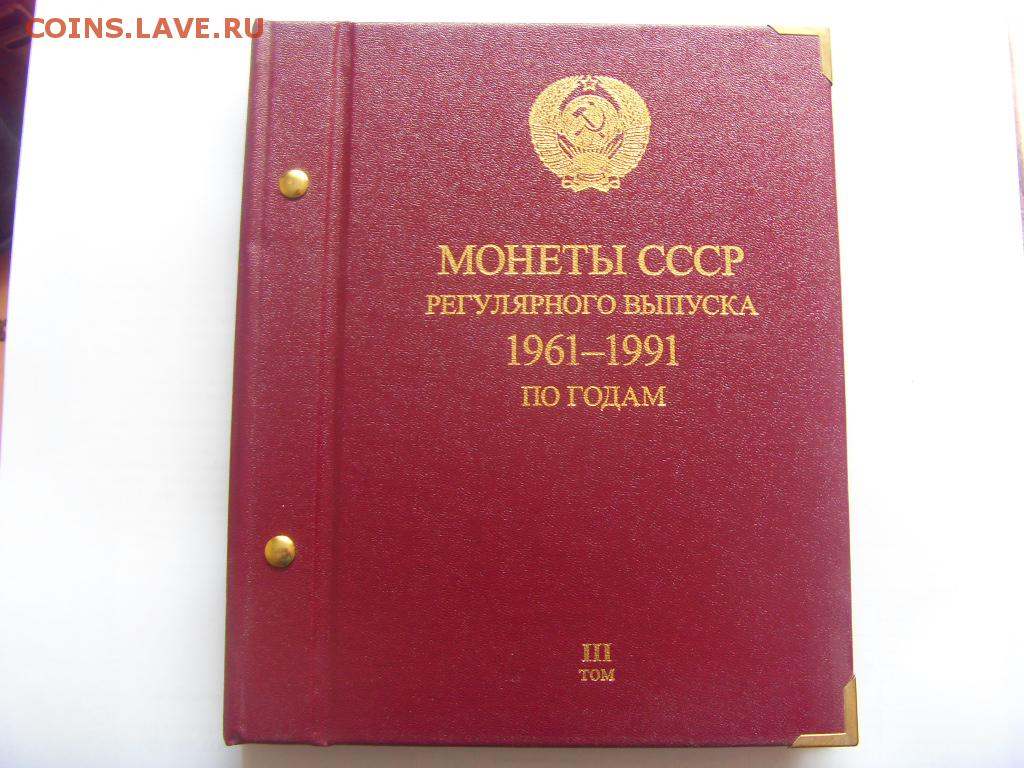 COINS.LAVE.RU
МОНЕТЫ СССР
РЕГУЛЯРНОГО ВЫПУСКА
1961–1991
ПО ГОДАМ
III
ТОМ